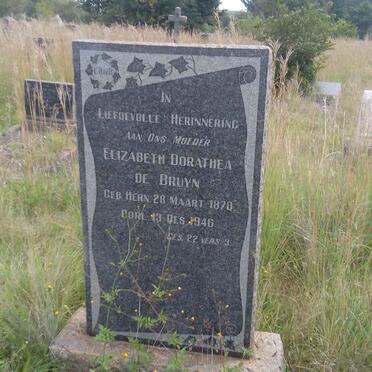 IN
LIEFDEVOLLE HERINNERING
AAN ONS MOEDER
ELIZABETH DORATHEA
DE BRUYN
GEB HERN 28 MAART 1870
OORL 13 DES 1946
GES. 22 VERS 3